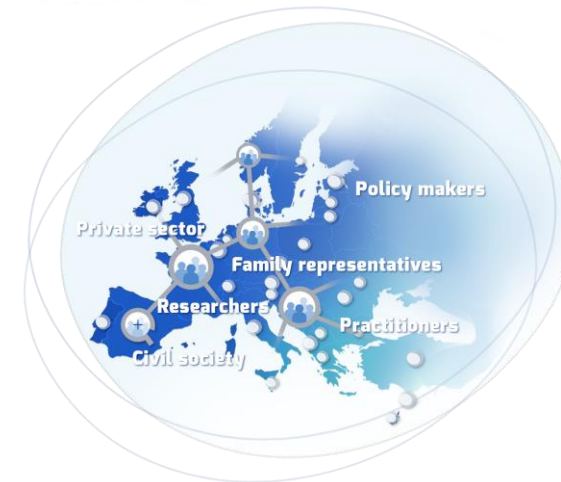 Policy makers
Private sector
Family representatives
Researchers
Practitioners
Civil society